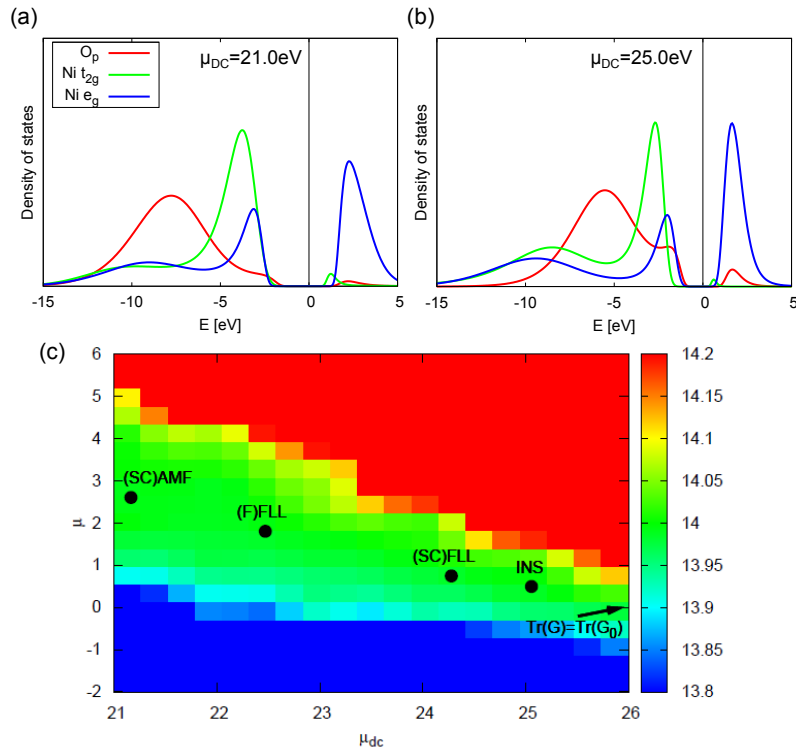 (a)
(b)
O_p
Ni t_2g
Ni e_g
μ_DC=21.0eV
μ_DC=25.0eV
Density of states
Density of states
-15 -10 -5 0 5
-15 -10 -5 0 5
E [eV]
E [eV]
(c)
6
5
4
3
2
1
0
-1
-2
μ
(SC)AMF
(F)FLL
(SC)FLL
INS
Tr(G)=Tr(G_0)
21 22 23 24 25 26
μ_dc
14.2
14.15
14.1
14.05
14
13.95
13.9
13.85
13.8